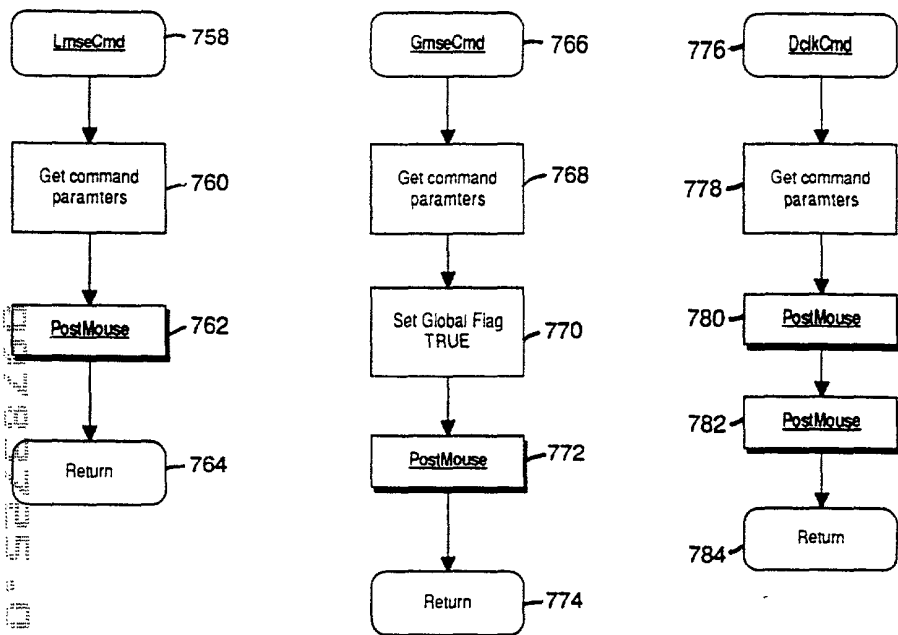 LmseCmd
758
Get command
paramters
760
PostMouse
762
Return
764
GmseCmd
766
Get command
paramters
768
Set Global Flag
TRUE
770
PostMouse
772
Return
774
DclkCmd
776
Get command
paramters
778
PostMouse
780
PostMouse
782
Return
784